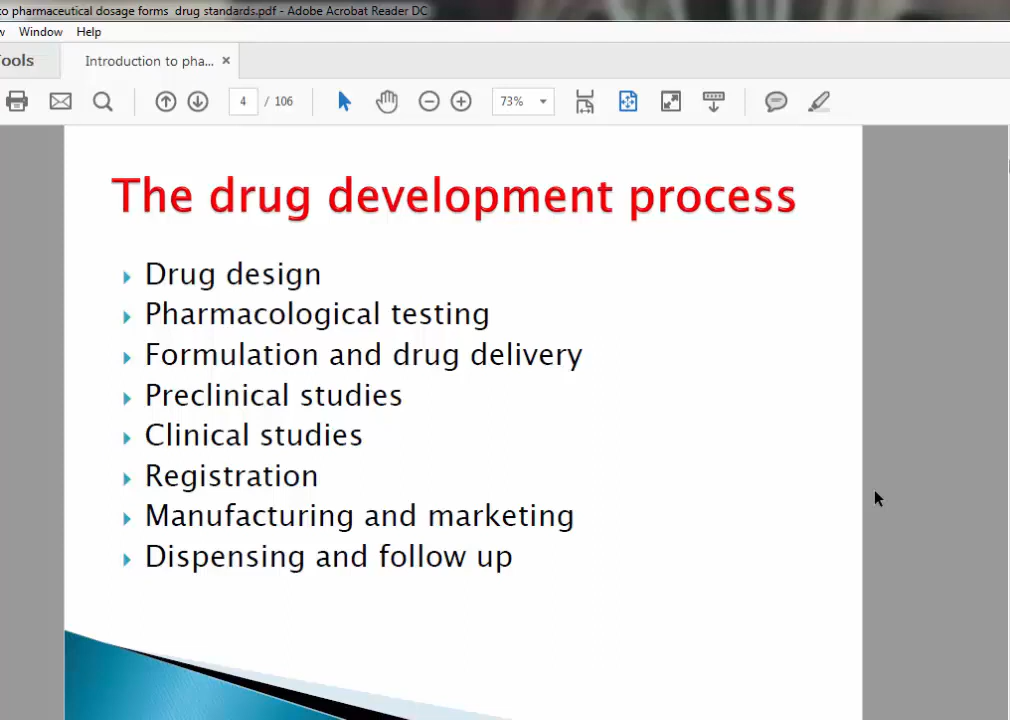 to pharmaceutical dosage forms drug standards.pdf - Adobe Acrobat Reader DC
w Window Help
Tools Introduction to pha... ×
4 / 106 73%
The drug development process
Drug design
Pharmacological testing
Formulation and drug delivery
Preclinical studies
Clinical studies
Registration
Manufacturing and marketing
Dispensing and follow up